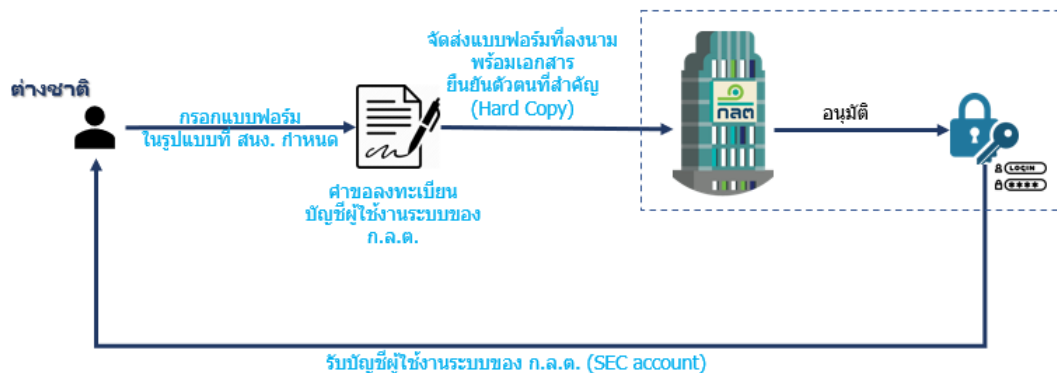 ต่างชาติ
กรอกแบบฟอร์ม
ในรูปแบบที่ สนง. กำหนด
คำขอลงทะเบียน
บัญชีผู้ใช้งานระบบของ
ก.ล.ต.
จัดส่งแบบฟอร์มที่ลงนาม
พร้อมเอกสาร
ยืนยันตัวตนที่สำคัญ
(Hard Copy)
กลต
อนุมัติ
LOGIN
****
รับบัญชีผู้ใช้งานระบบของ ก.ล.ต. (SEC account)